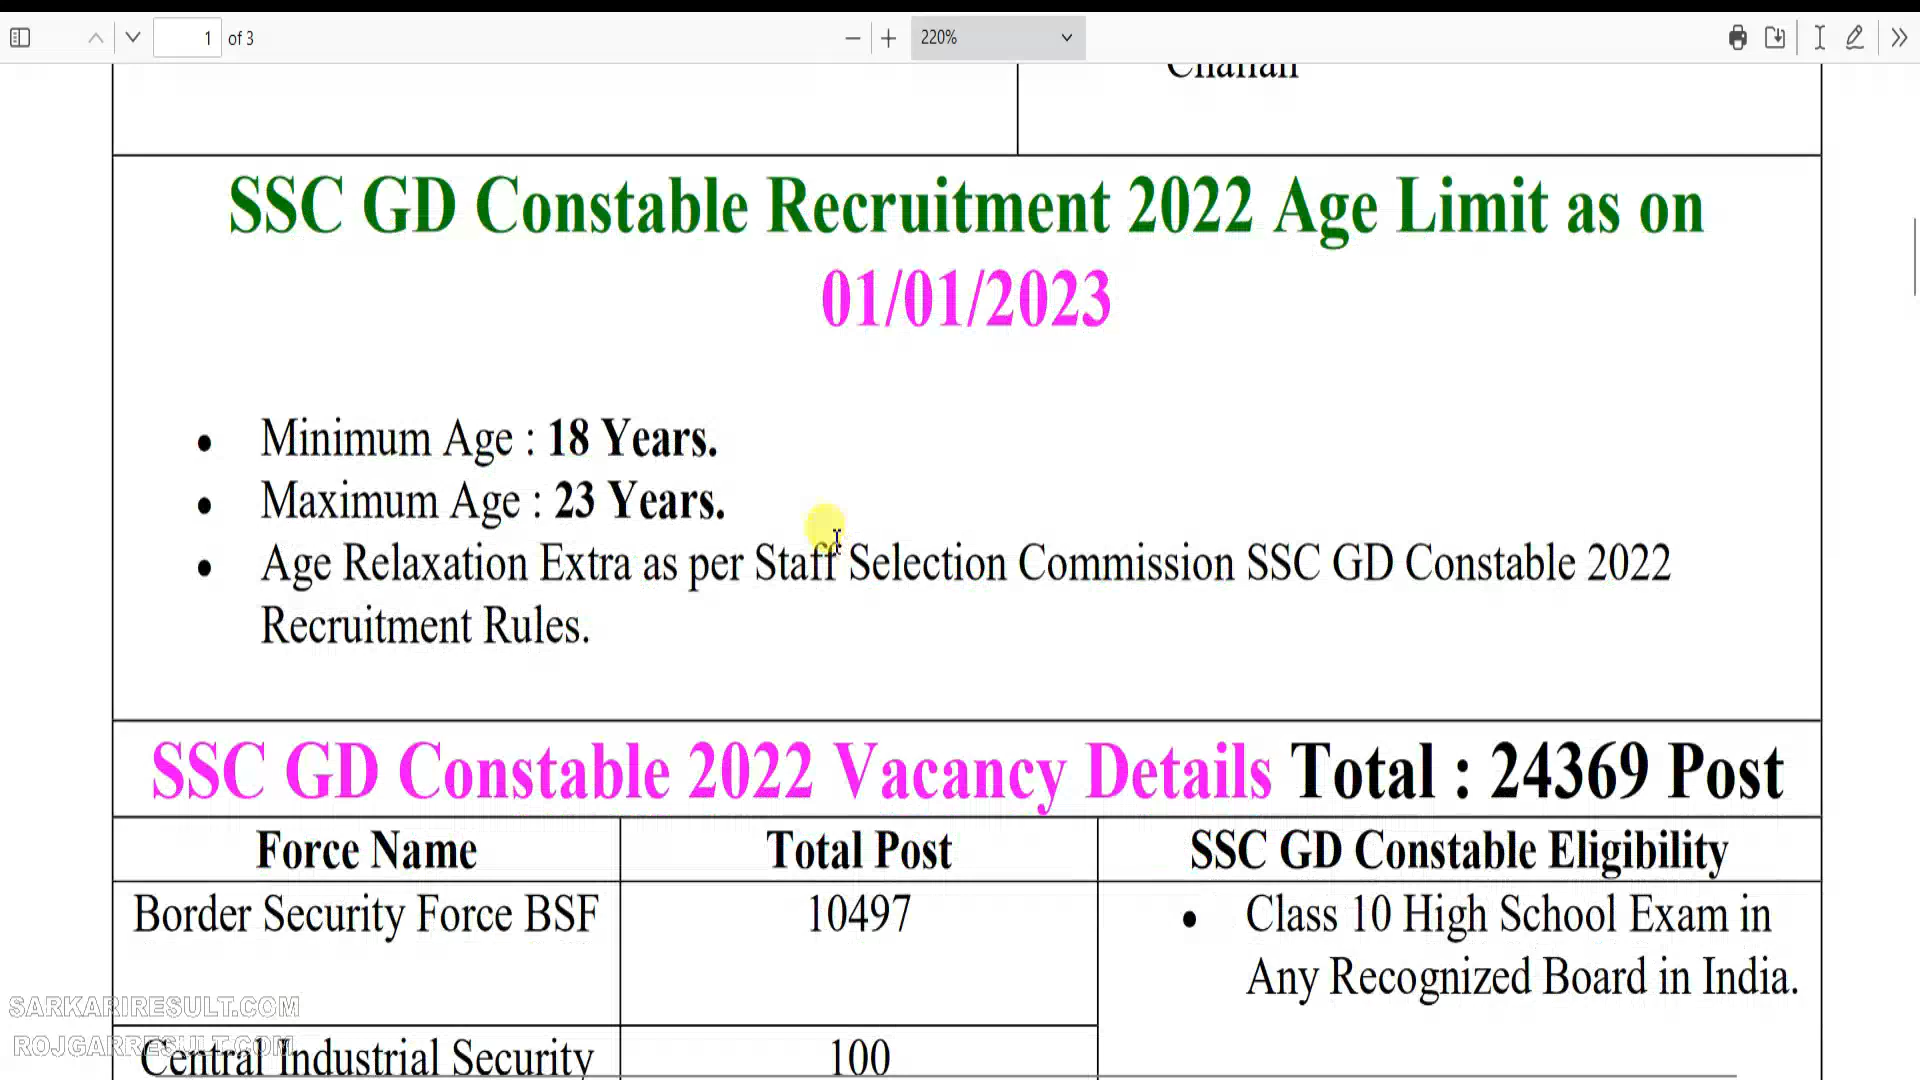 1 of 3
220%
Challan
SSC GD Constable Recruitment 2022 Age Limit as on
01/01/2023
• Minimum Age : 18 Years.
• Maximum Age : 23 Years.
• Age Relaxation Extra as per Staff Selection Commission SSC GD Constable 2022
Recruitment Rules.
SSC GD Constable 2022 Vacancy Details Total : 24369 Post
Force Name Total Post SSC GD Constable Eligibility
Border Security Force BSF 10497 • Class 10 High School Exam in
Any Recognized Board in India.
SARKARIRESULT.COM
ROJGARRESULT.COM
Central Industrial Security 100